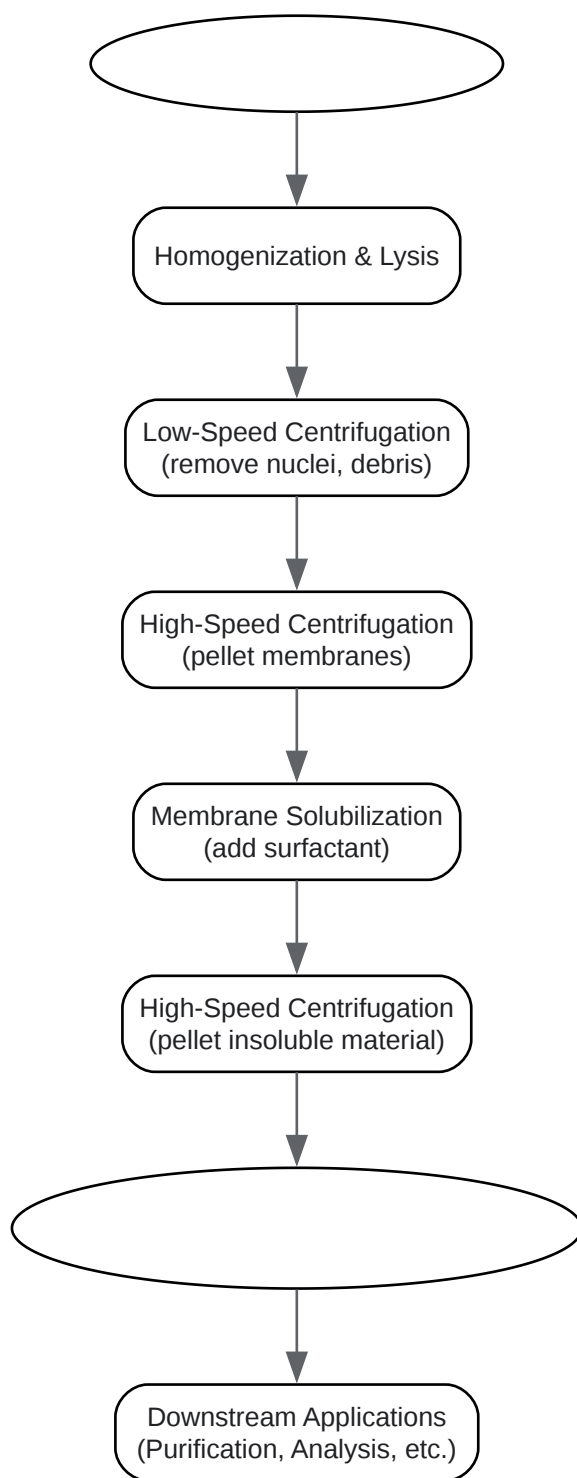 Homogenization & Lysis
Low-Speed Centrifugation
(remove nuclei, debris)
High-Speed Centrifugation
(pellet membranes)
Membrane Solubilization
(add surfactant)
High-Speed Centrifugation
(pellet insoluble material)
Downstream Applications
(Purification, Analysis, etc.)